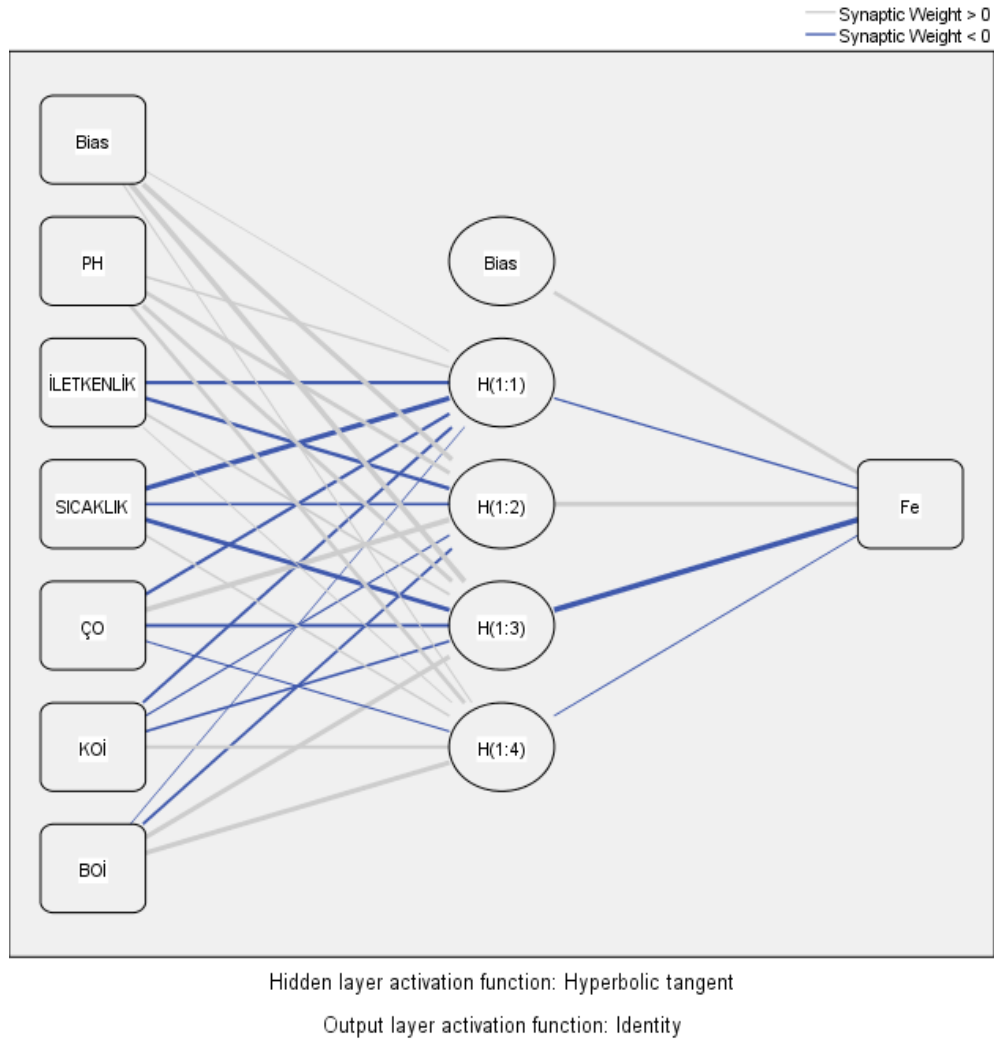 Synaptic Weight > 0
Synaptic Weight < 0
Bias
PH
Bias
İLETKENLİK
H(1:1)
SICAKLIK
H(1:2)
Fe
ÇO
H(1:3)
KOİ
H(1:4)
BOİ
Hidden layer activation function: Hyperbolic tangent
Output layer activation function: Identity